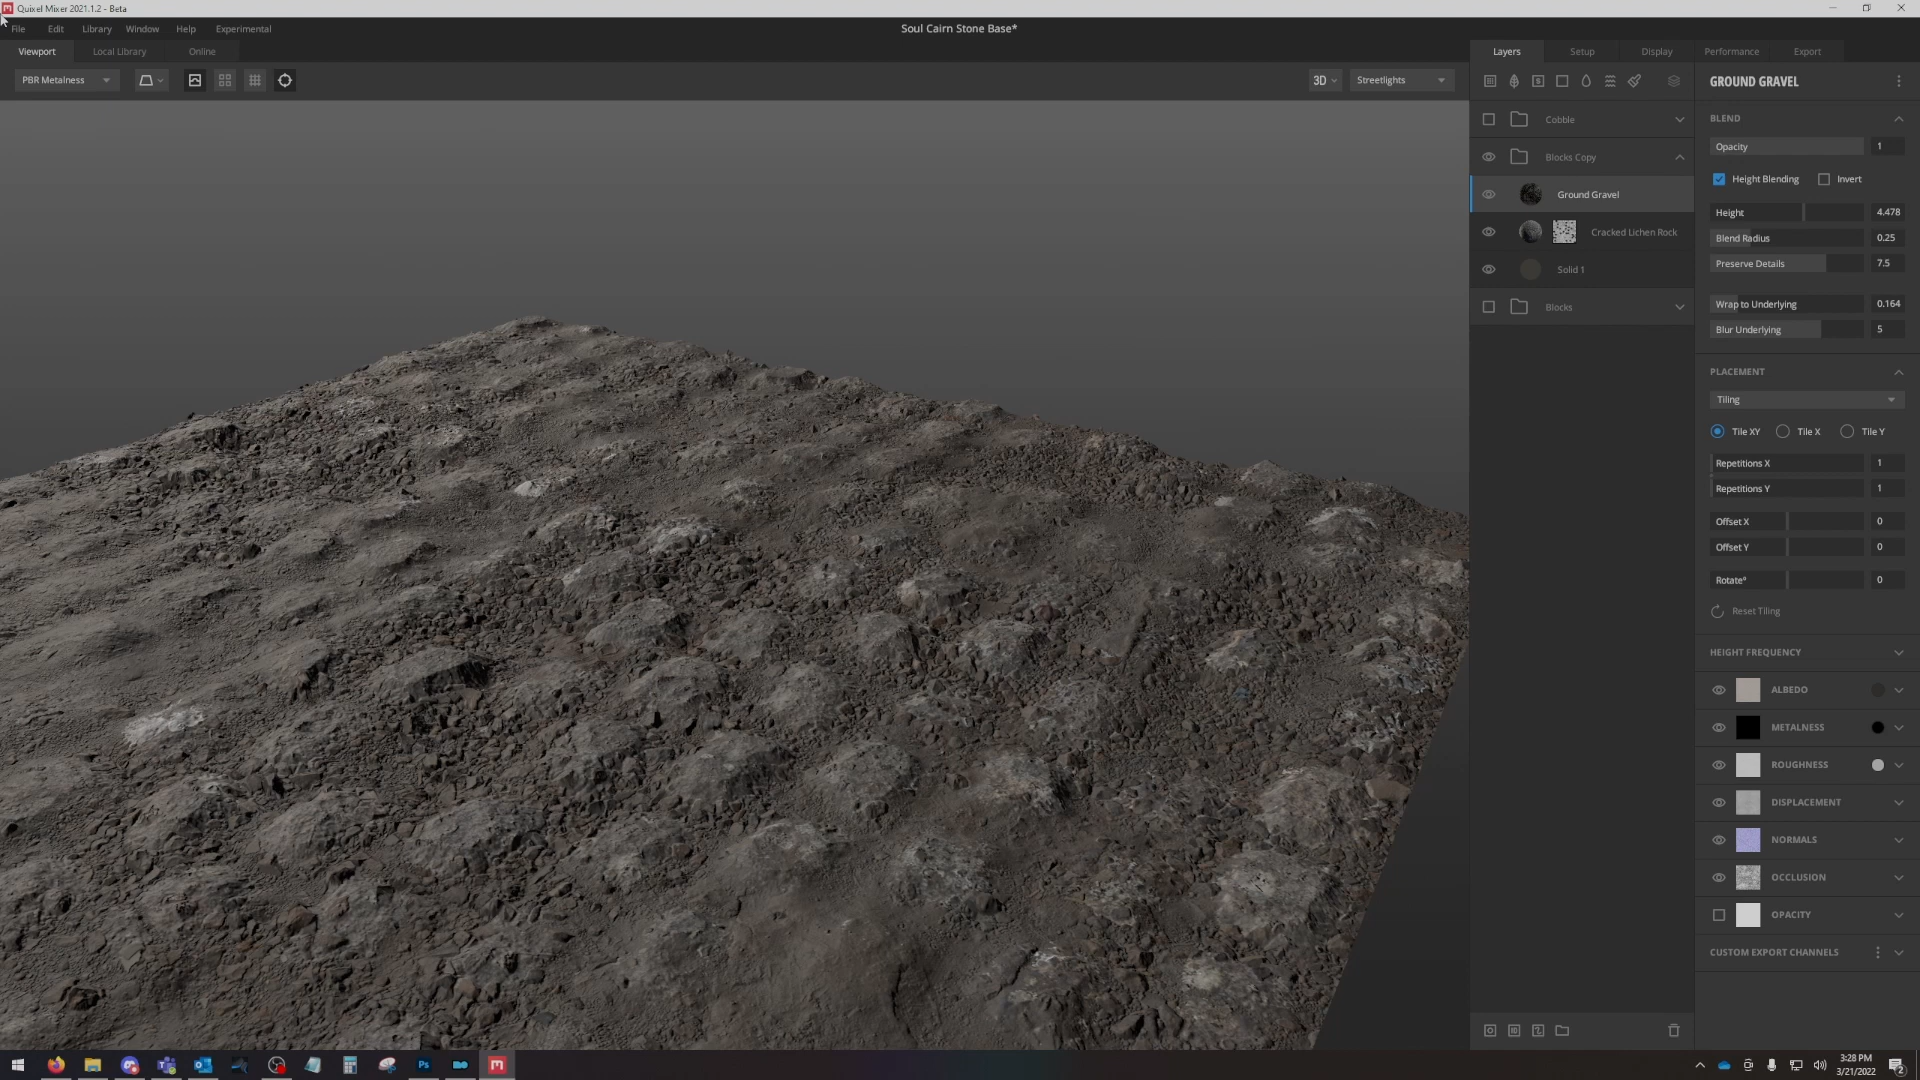 Quixel Mixer 2021.1.2 - Beta
File Edit Library Window Help Experimental
Soul Cairn Stone Base*
Viewport Local Library Online
Layers Setup Display Performance Export
PBR Metalness
3D Streetlights
GROUND GRAVEL
Cobble
Blocks Copy
Ground Gravel
Cracked Lichen Rock
Solid 1
Blocks
BLEND
Opacity 1
Height Blending Invert
Height 4.478
Blend Radius 0.25
Preserve Details 7.5
Wrap to Underlying 0.164
Blur Underlying 5
PLACEMENT
Tiling
Tile XY Tile X Tile Y
Repetitions X 1
Repetitions Y 1
Offset X 0
Offset Y 0
Rotate° 0
Reset Tiling
HEIGHT FREQUENCY
ALBEDO
METALNESS
ROUGHNESS
DISPLACEMENT
NORMALS
OCCLUSION
OPACITY
CUSTOM EXPORT CHANNELS
Ps
3:28 PM
3/21/2022
2